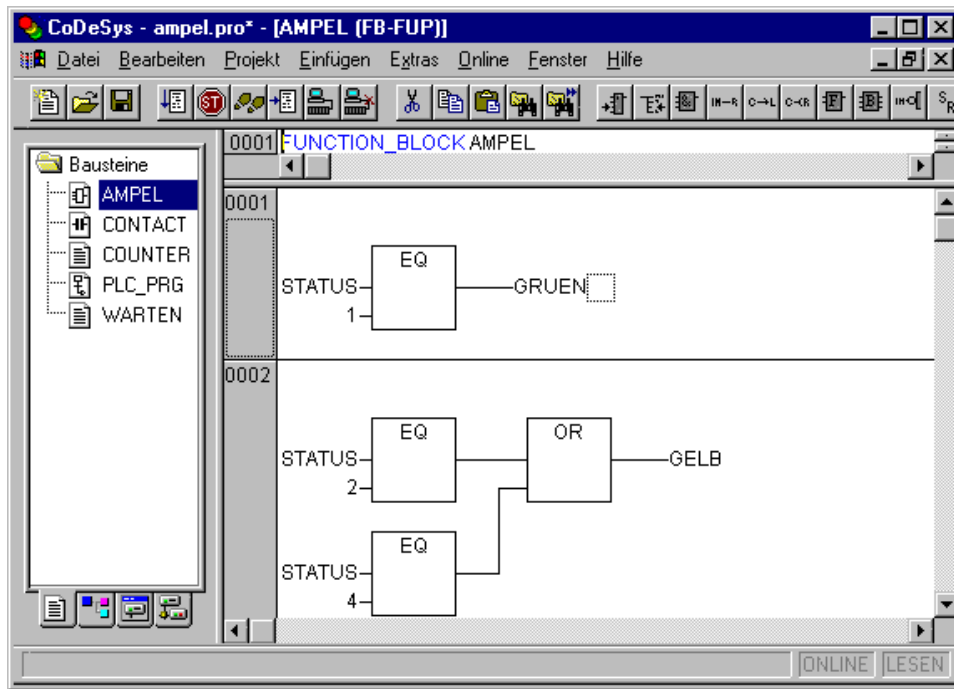 CoDeSys - ampel.pro* - [AMPEL (FB-FUP)]
Datei Bearbeiten Projekt Einfügen Extras Online Fenster Hilfe
Bausteine
AMPEL
CONTACT
COUNTER
PLC_PRG
WARTEN
0001 FUNCTION_BLOCK AMPEL
0001
EQ
STATUS GRUEN
1
0002
EQ OR
STATUS GELB
2
EQ
STATUS
4
ONLINE LESEN